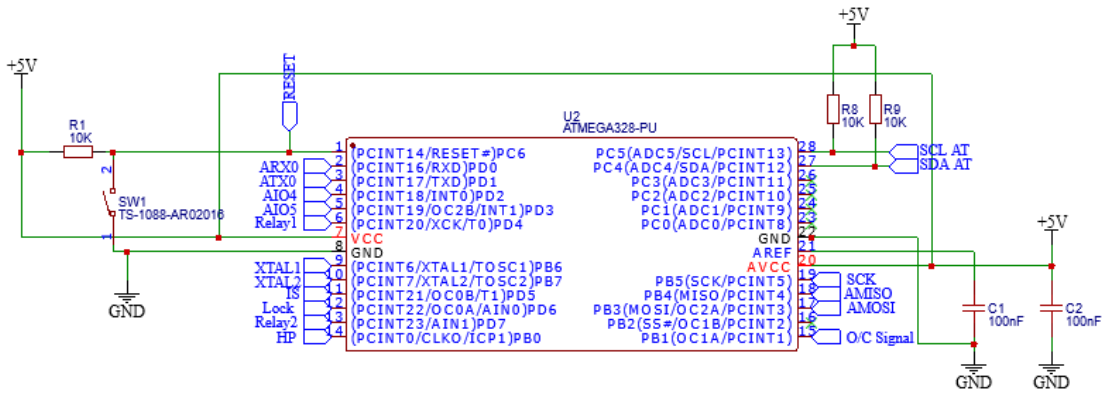 +5V
+5V
RESET
R1
10K
2
SW1
TS-1088-AR02016
1
GND
U2
ATMEGA328-PU
R8
10K
R9
10K
1 (PCINT14/RESET#)PC6
ARX0 2 (PCINT16/RXD)PD0
ATX0 3 (PCINT17/TXD)PD1
AIO4 4 (PCINT18/INT0)PD2
AIO5 5 (PCINT19/OC2B/INT1)PD3
Relay1 6 (PCINT20/XCK/T0)PD4
7 VCC
8 GND
XTAL1 9 (PCINT6/XTAL1/TOSC1)PB6
XTAL2 10 (PCINT7/XTAL2/TOSC2)PB7
IS 11 (PCINT21/OC0B/T1)PD5
Lock 12 (PCINT22/OC0A/AIN0)PD6
Relay2 13 (PCINT23/AIN1)PD7
HP 14 (PCINT0/CLKO/ICP1)PB0
PC5(ADC5/SCL/PCINT13) 28 SCL AT
PC4(ADC4/SDA/PCINT12) 27 SDA AT
PC3(ADC3/PCINT11) 26
PC2(ADC2/PCINT10) 25
PC1(ADC1/PCINT9) 24
PC0(ADC0/PCINT8) 23
GND 22
AREF 21
AVCC 20
PB5(SCK/PCINT5) 19 SCK
PB4(MISO/PCINT4) 18 AMISO
PB3(MOSI/OC2A/PCINT3) 17 AMOSI
PB2(SS#/OC1B/PCINT2) 16
PB1(OC1A/PCINT1) 15 O/C Signal
+5V
C1
100nF
C2
100nF
GND
GND